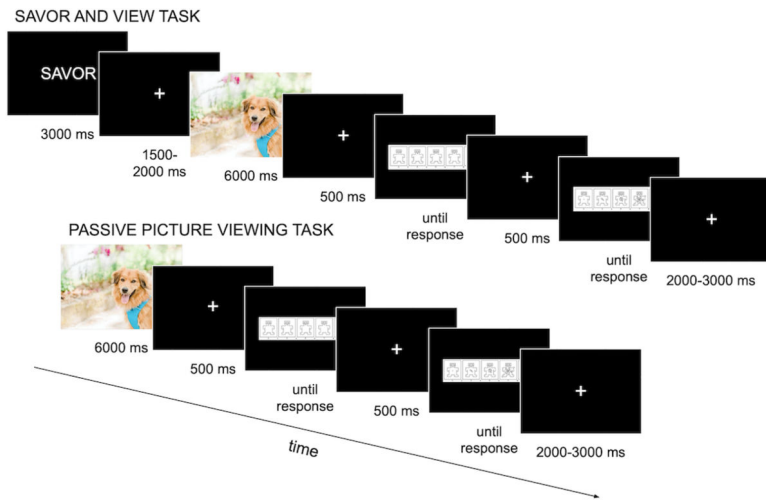 SAVOR AND VIEW TASK
SAVOR
3000 ms
1500-
2000 ms
6000 ms
500 ms
until
response
500 ms
until
response
2000-3000 ms
PASSIVE PICTURE VIEWING TASK
6000 ms
500 ms
until
response
500 ms
until
response
2000-3000 ms
time